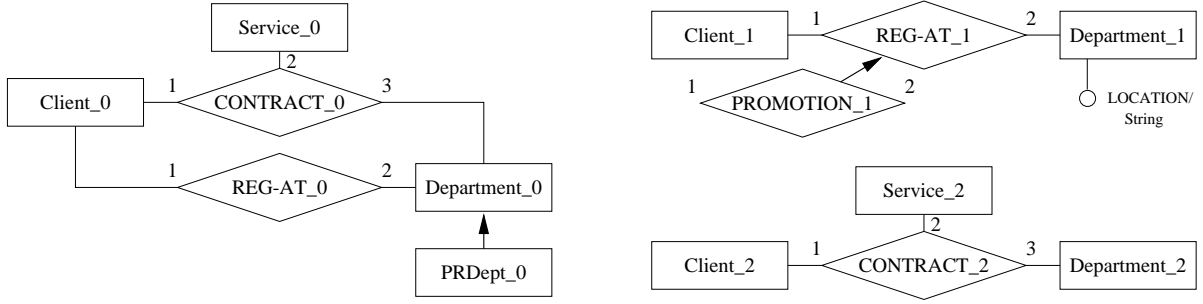 Service_0
2
1
3
Client_0
CONTRACT_0
1
2
REG-AT_0
Department_0
PRDept_0
1
2
Client_1
REG-AT_1
Department_1
1
2
PROMOTION_1
LOCATION/
String
Service_2
2
1
3
Client_2
CONTRACT_2
Department_2